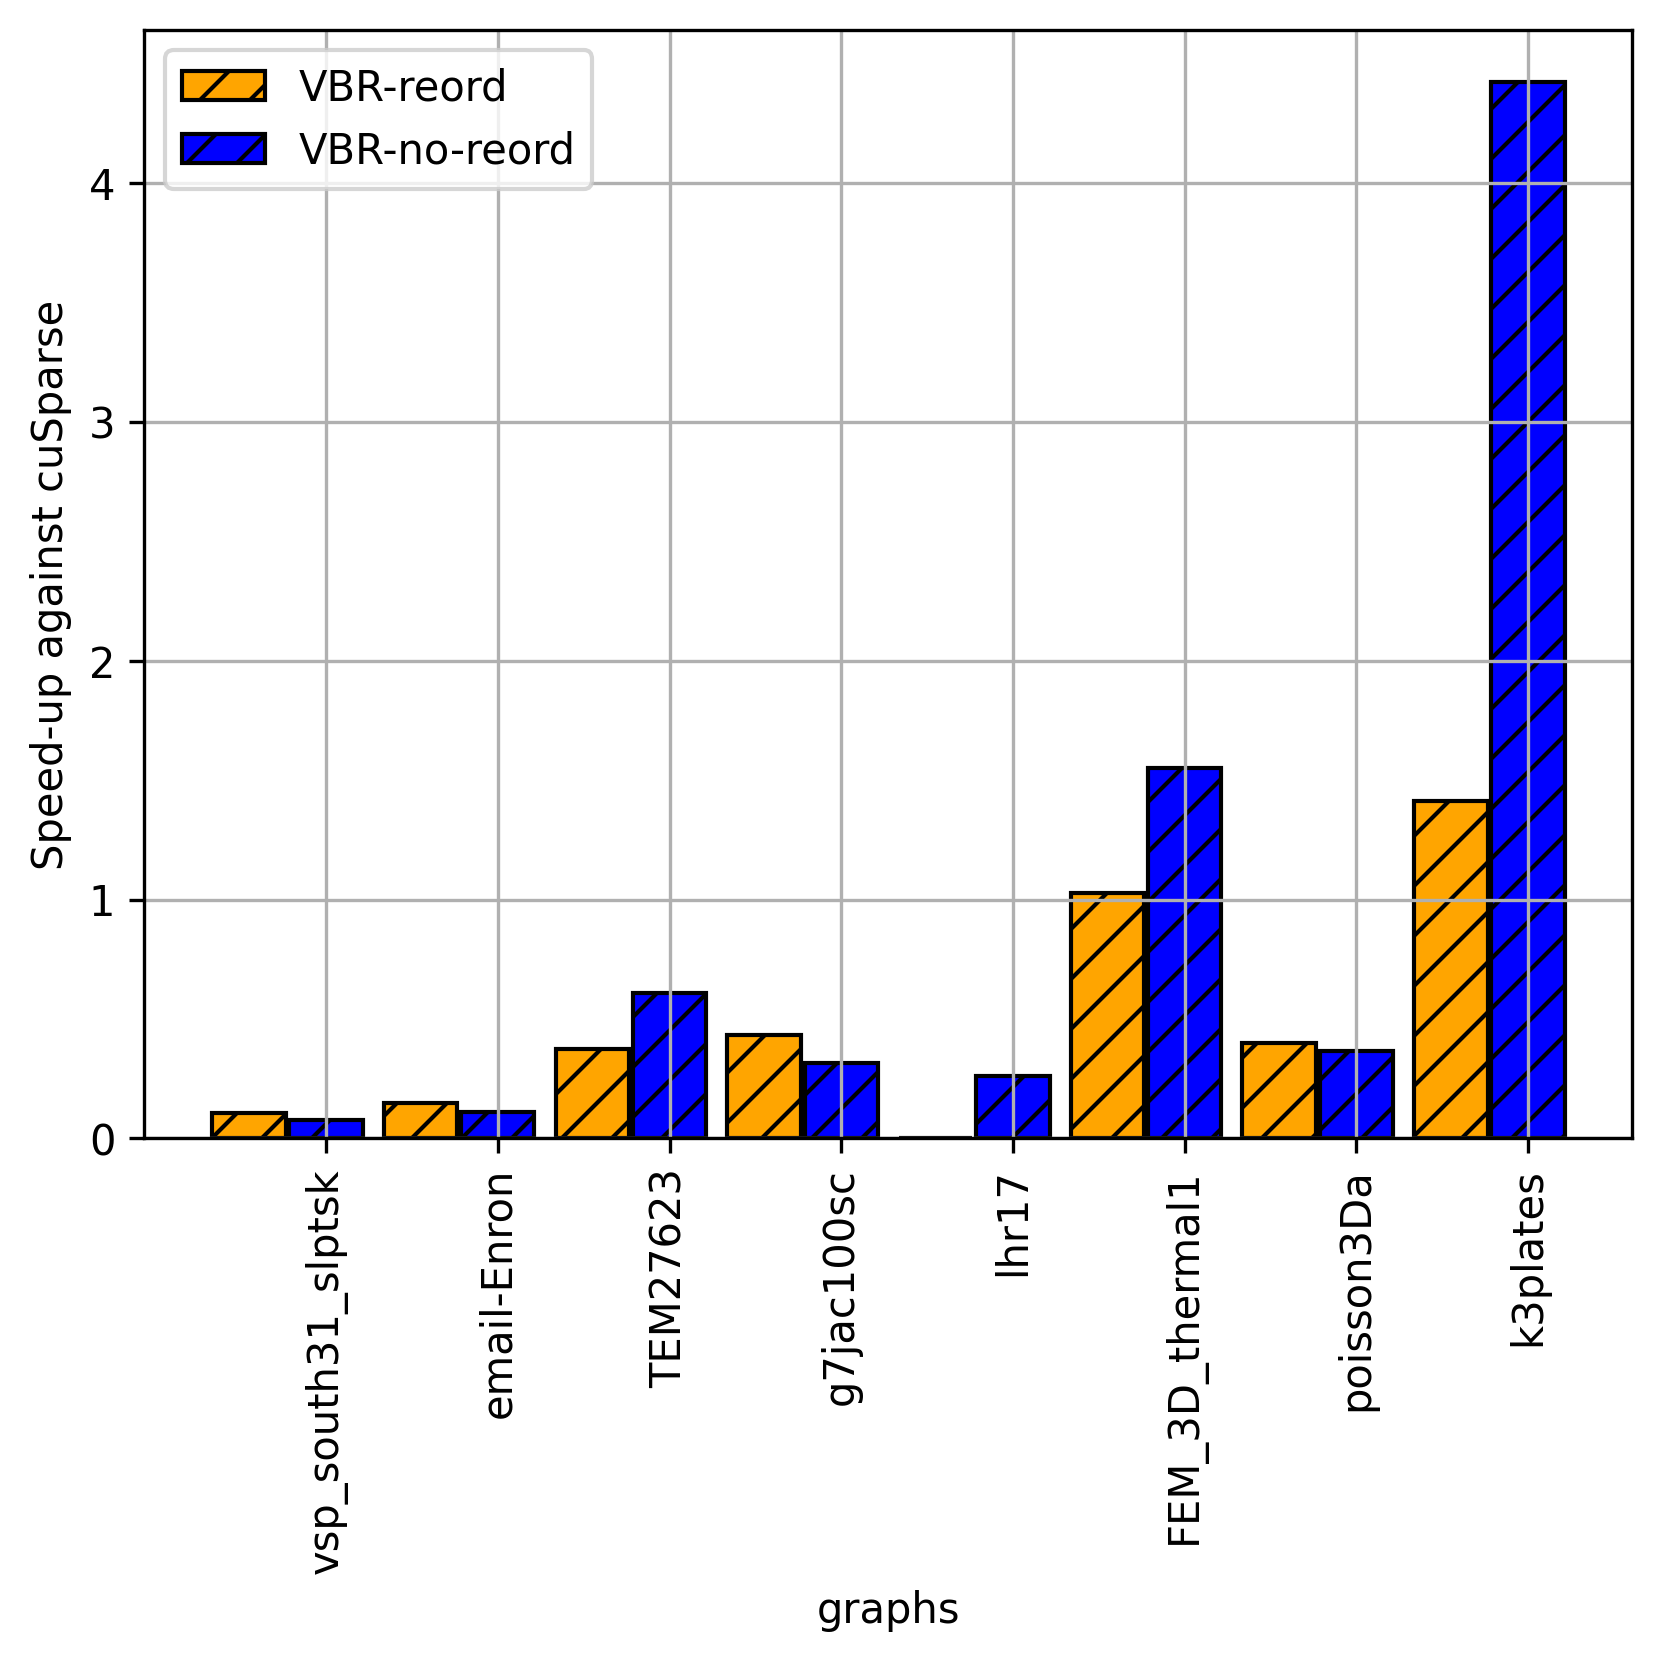 VBR-reord
VBR-no-reord
Speed-up against cuSparse
4
3
2
1
0
vsp_south31_slptsk
email-Enron
TEM27623
g7jac100sc
lhr17
FEM_3D_thermal1
poisson3Da
k3plates
graphs